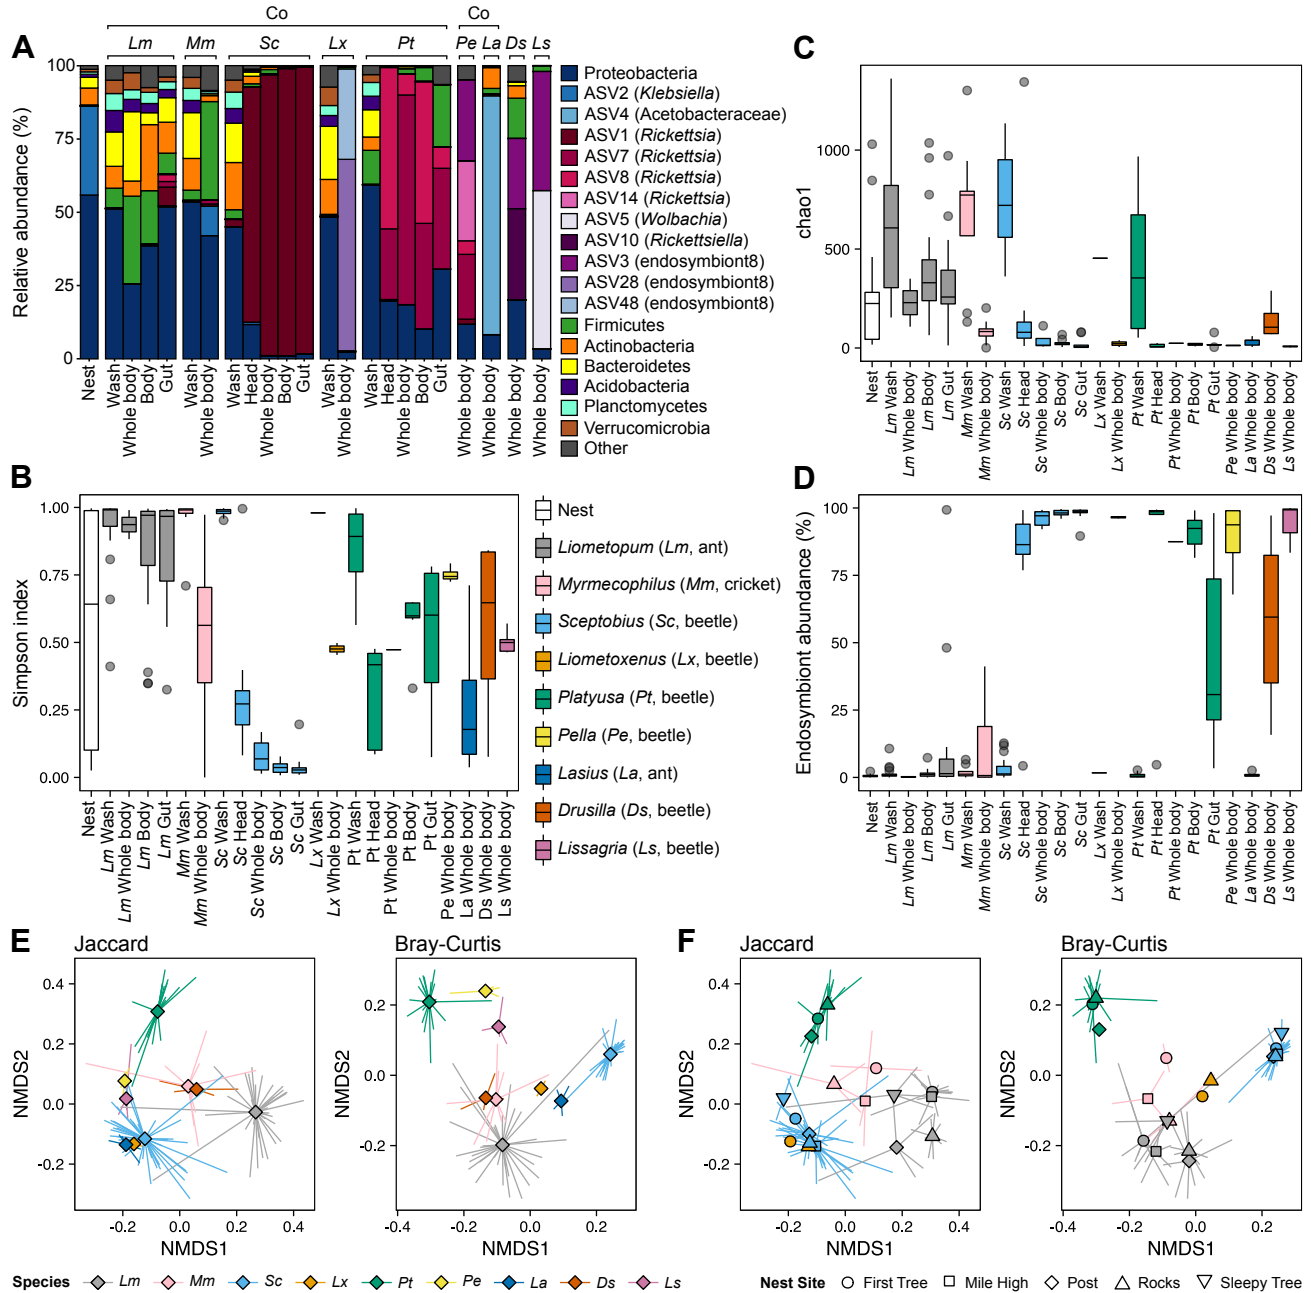 A
Co
Co
Lm Mm Sc Lx Pt Pe La Ds Ls
Relative abundance (%)
100
75
50
25
0
Nest
Wash
Whole body
Body
Gut
Wash
Whole body
Wash
Head
Whole body
Body
Gut
Wash
Whole body
Wash
Head
Whole body
Body
Gut
Whole body
Whole body
Whole body
Whole body
Proteobacteria
ASV2 (Klebsiella)
ASV4 (Acetobacteraceae)
ASV1 (Rickettsia)
ASV7 (Rickettsia)
ASV8 (Rickettsia)
ASV14 (Rickettsia)
ASV5 (Wolbachia)
ASV10 (Rickettsiella)
ASV3 (endosymbiont8)
ASV28 (endosymbiont8)
ASV48 (endosymbiont8)
Firmicutes
Actinobacteria
Bacteroidetes
Acidobacteria
Planctomycetes
Verrucomicrobia
Other
C
chao1
1000
500
0
Nest
Lm Wash
Lm Whole body
Lm Body
Lm Gut
Mm Wash
Mm Whole body
Sc Wash
Sc Head
Sc Whole body
Sc Body
Sc Gut
Lx Wash
Lx Whole body
Pt Wash
Pt Head
Pt Whole body
Pt Body
Pt Gut
Pe Whole body
La Whole body
Ds Whole body
Ls Whole body
B
Simpson index
1.00
0.75
0.50
0.25
0.00
Nest
Lm Wash
Lm Whole body
Lm Body
Lm Gut
Mm Wash
Mm Whole body
Sc Wash
Sc Head
Sc Whole body
Sc Body
Sc Gut
Lx Wash
Lx Whole body
Pt Wash
Pt Head
Pt Whole body
Pt Body
Pt Gut
Pe Whole body
La Whole Body
Ds Whole body
Ls Whole body
Nest
Liometopum (Lm, ant)
Myrmecophilus (Mm, cricket)
Sceptobius (Sc, beetle)
Liometoxenus (Lx, beetle)
Platyusa (Pt, beetle)
Pella (Pe, beetle)
Lasius (La, ant)
Drusilla (Ds, beetle)
Lissagria (Ls, beetle)
D
Endosymbiont abundance (%)
100
75
50
25
0
Nest
Lm Wash
Lm Whole body
Lm Body
Lm Gut
Mm Wash
Mm Whole body
Sc Wash
Sc Head
Sc Whole body
Sc Body
Sc Gut
Lx Wash
Lx Whole body
Pt Wash
Pt Head
Pt Whole body
Pt Body
Pt Gut
Pe Whole body
La Whole body
Ds Whole body
Ls Whole body
E
Jaccard
NMDS2
0.4
0.2
0.0
-0.2
-0.2 0.0 0.2 0.4
NMDS1
Bray-Curtis
NMDS2
0.2
0.0
-0.2
-0.4 -0.2 0.0 0.2
NMDS1
F
Jaccard
NMDS2
0.4
0.2
0.0
-0.2
-0.2 0.0 0.2 0.4
NMDS1
Bray-Curtis
NMDS2
0.2
0.0
-0.2
-0.4 -0.2 0.0 0.2
NMDS1
Species Lm Mm Sc Lx Pt Pe La Ds Ls
Nest Site First Tree Mile High Post Rocks Sleepy Tree